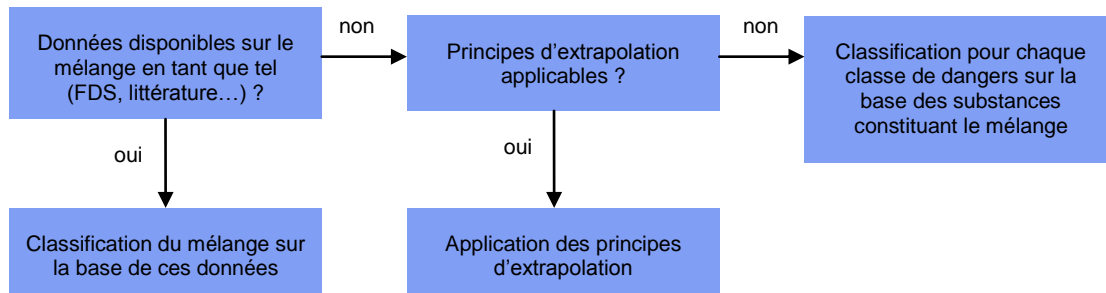 Données disponibles sur le
mélange en tant que tel
(FDS, littérature…) ?
non
Principes d’extrapolation
applicables ?
non
Classification pour chaque
classe de dangers sur la
base des substances
constituant le mélange
oui
oui
Classification du mélange sur
la base de ces données
Application des principes
d’extrapolation